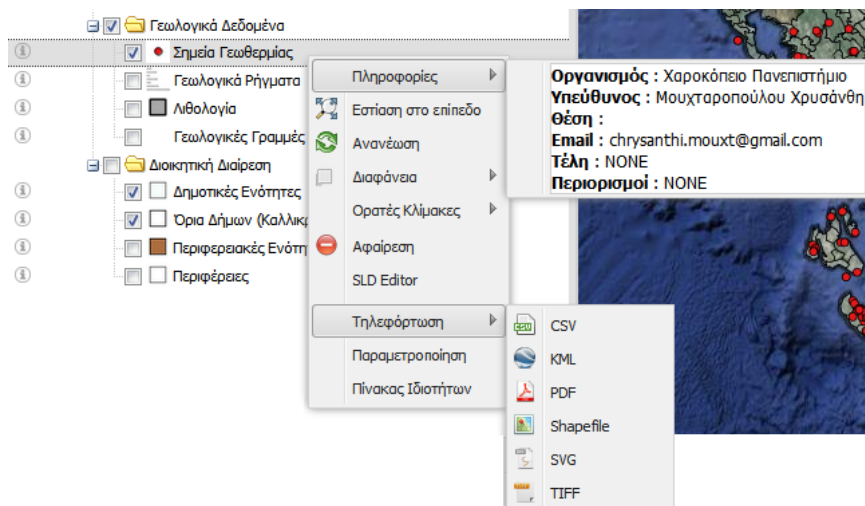 Γεωλογικά Δεδομένα
Σημεία Γεωθερμίας
Γεωλογικά Ρήγματα
Λιθολογία
Γεωλογικές Γραμμές
Διοικητική Διαίρεση
Δημοτικές Ενότητες
Όρια Δήμων (Καλλικρ
Περιφερειακές Ενότη
Περιφέρειες
Πληροφορίες
Εστίαση στο επίπεδο
Ανανέωση
Διαφάνεια
Ορατές Κλίμακες
Αφαίρεση
SLD Editor
Τηλεφόρτωση
Παραμετροποίηση
Πίνακας Ιδιοτήτων
Οργανισμός : Χαροκόπειο Πανεπιστήμιο
Υπεύθυνος : Μουχταροπούλου Χρυσάνθη
Θέση :
Email : chrysanthi.mouxt@gmail.com
Τέλη : NONE
Περιορισμοί : NONE
CSV
KML
PDF
Shapefile
SVG
TIFF